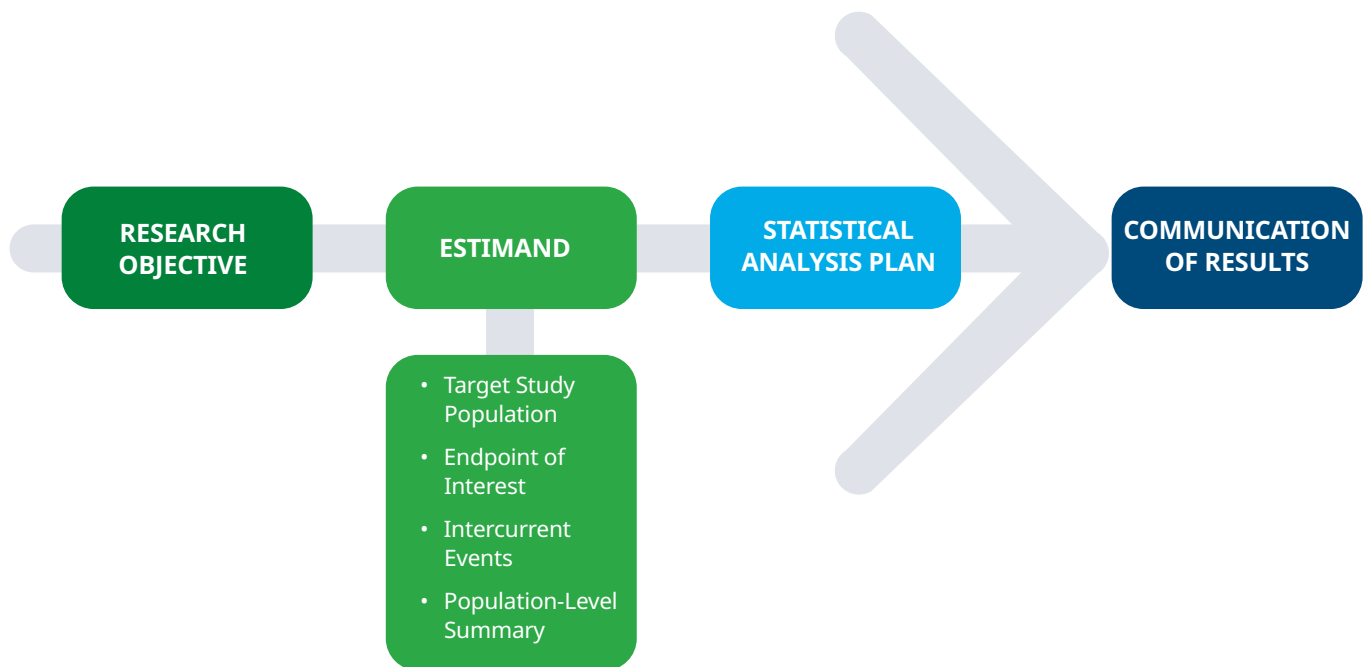 RESEARCH
OBJECTIVE
ESTIMAND
STATISTICAL
ANALYSIS PLAN
COMMUNICATION
OF RESULTS
• Target Study
Population
• Endpoint of
Interest
• Intercurrent
Events
• Population-Level
Summary